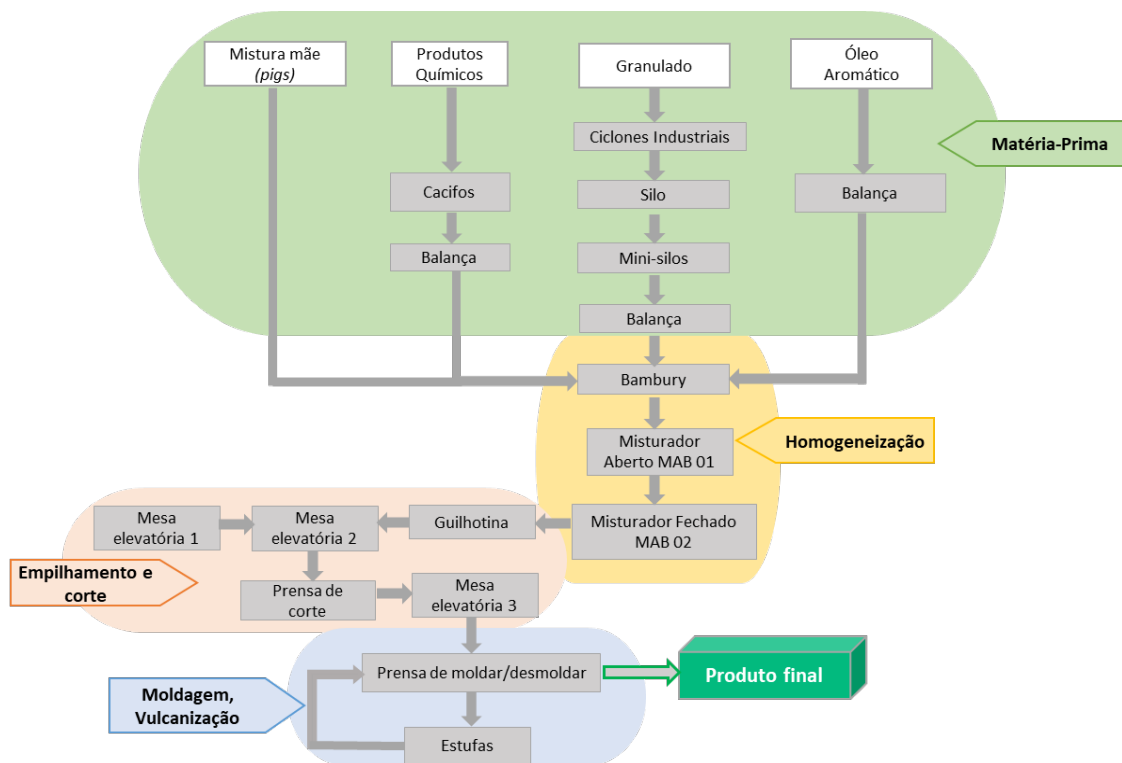 Mistura mãe
(pigs)
Produtos
Químicos
Granulado
Óleo
Aromático
Ciclones Industriais
Matéria-Prima
Cacifos
Silo
Balança
Balança
Mini-silos
Balança
Bambury
Misturador
Aberto MAB 01
Homogeneização
Mesa
elevatória 1
Mesa
elevatória 2
Guilhotina
Misturador Fechado
MAB 02
Empilhamento e
corte
Prensa de
corte
Mesa
elevatória 3
Prensa de moldar/desmoldar
Produto final
Moldagem,
Vulcanização
Estufas